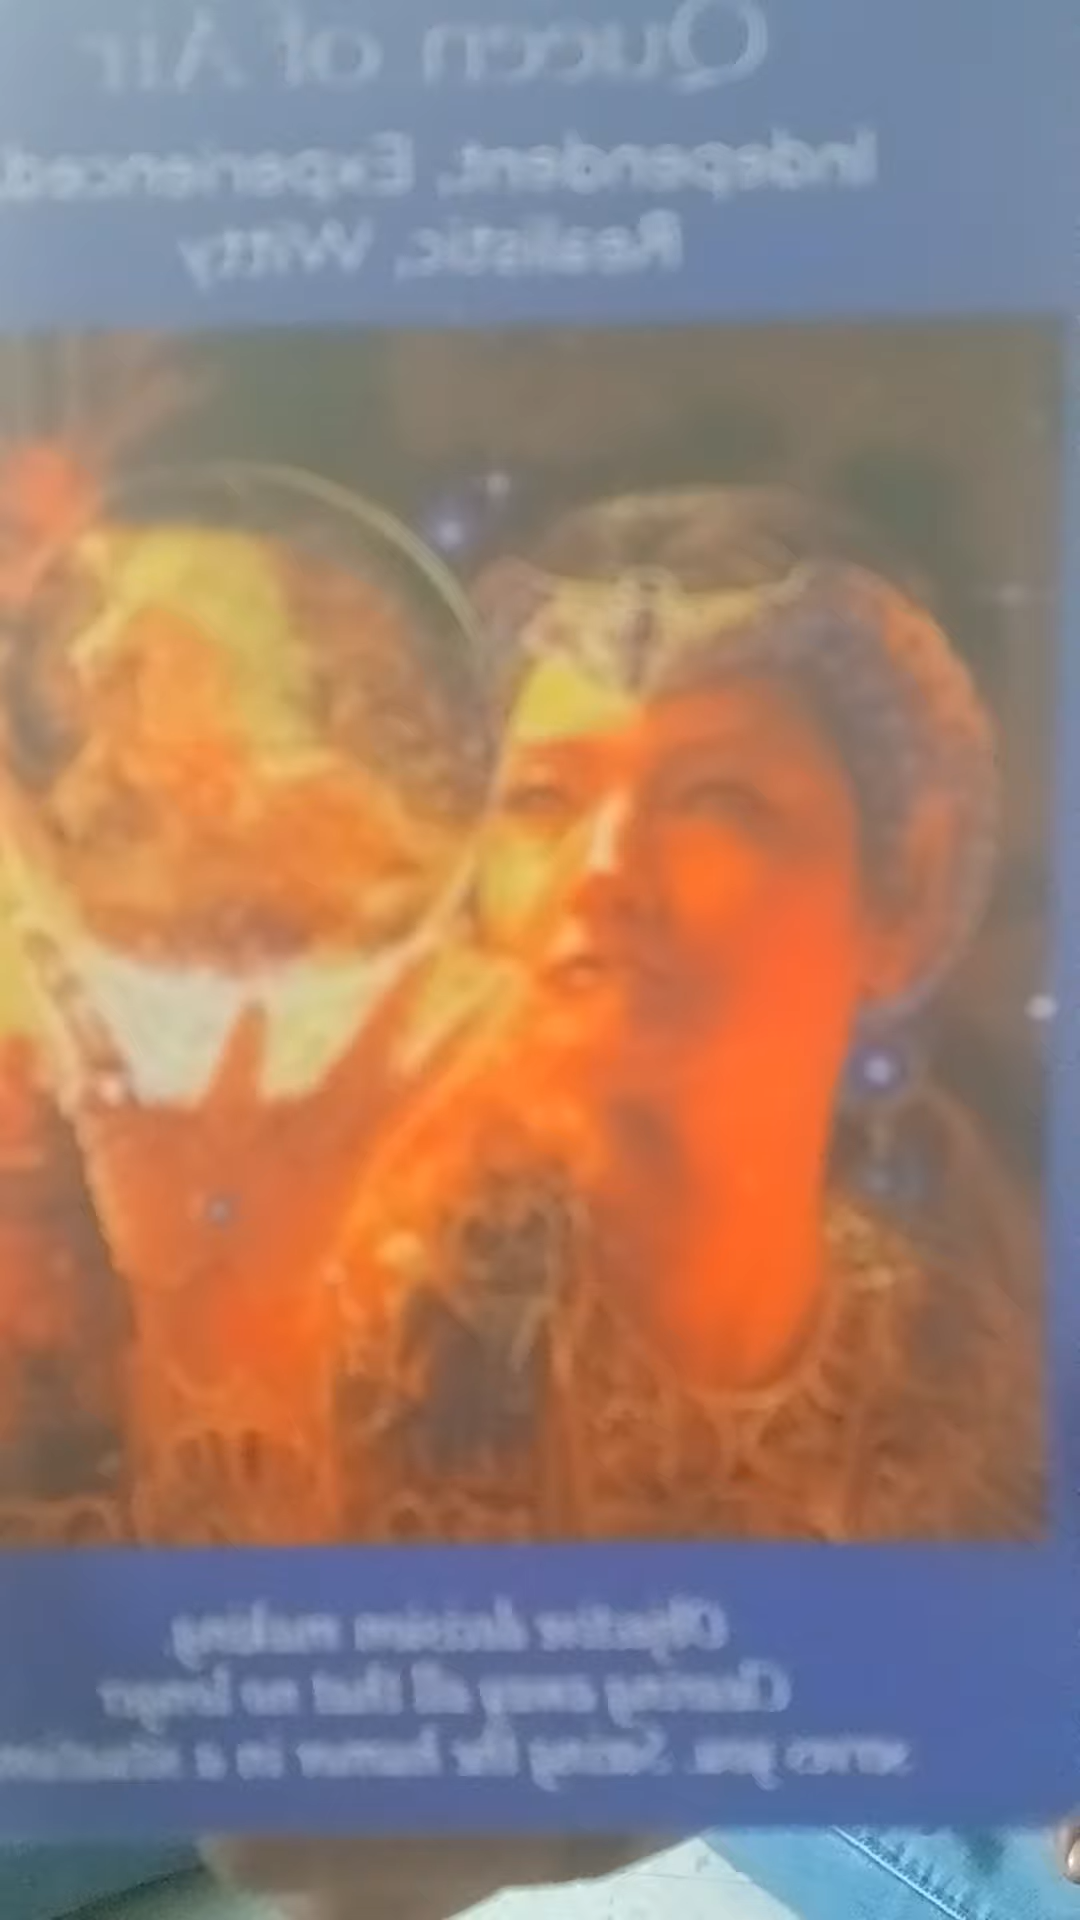 Queen of Air
Independent, Experienced,
Realistic, Witty
Objective decision making.
Clearing away all that no longer
serves you. Seeing the humor in a situation.